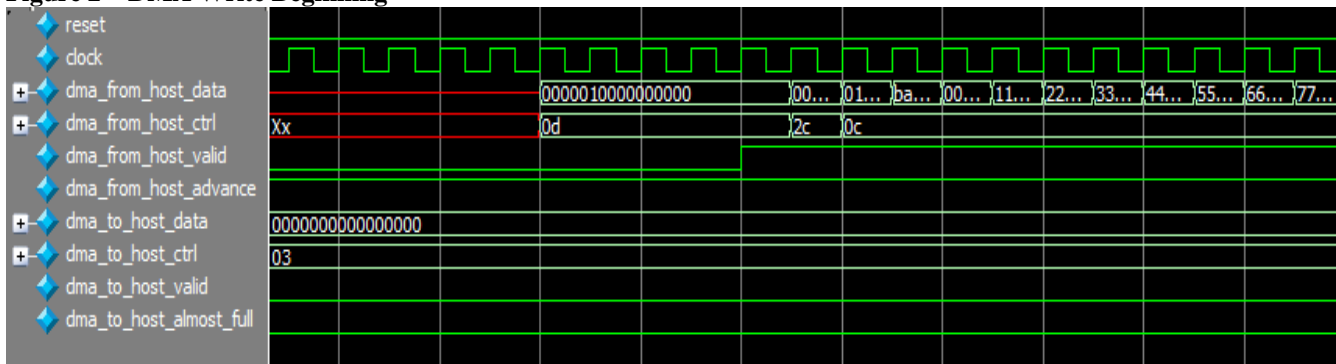 reset
clock
dma_from_host_data 0000010000000000 00... 01... ba... 00... 11... 22... 33... 44... 55... 66... 77...
dma_from_host_ctrl Xx 0d 2c 0c
dma_from_host_valid
dma_from_host_advance
dma_to_host_data 0000000000000000
dma_to_host_ctrl 03
dma_to_host_valid
dma_to_host_almost_full